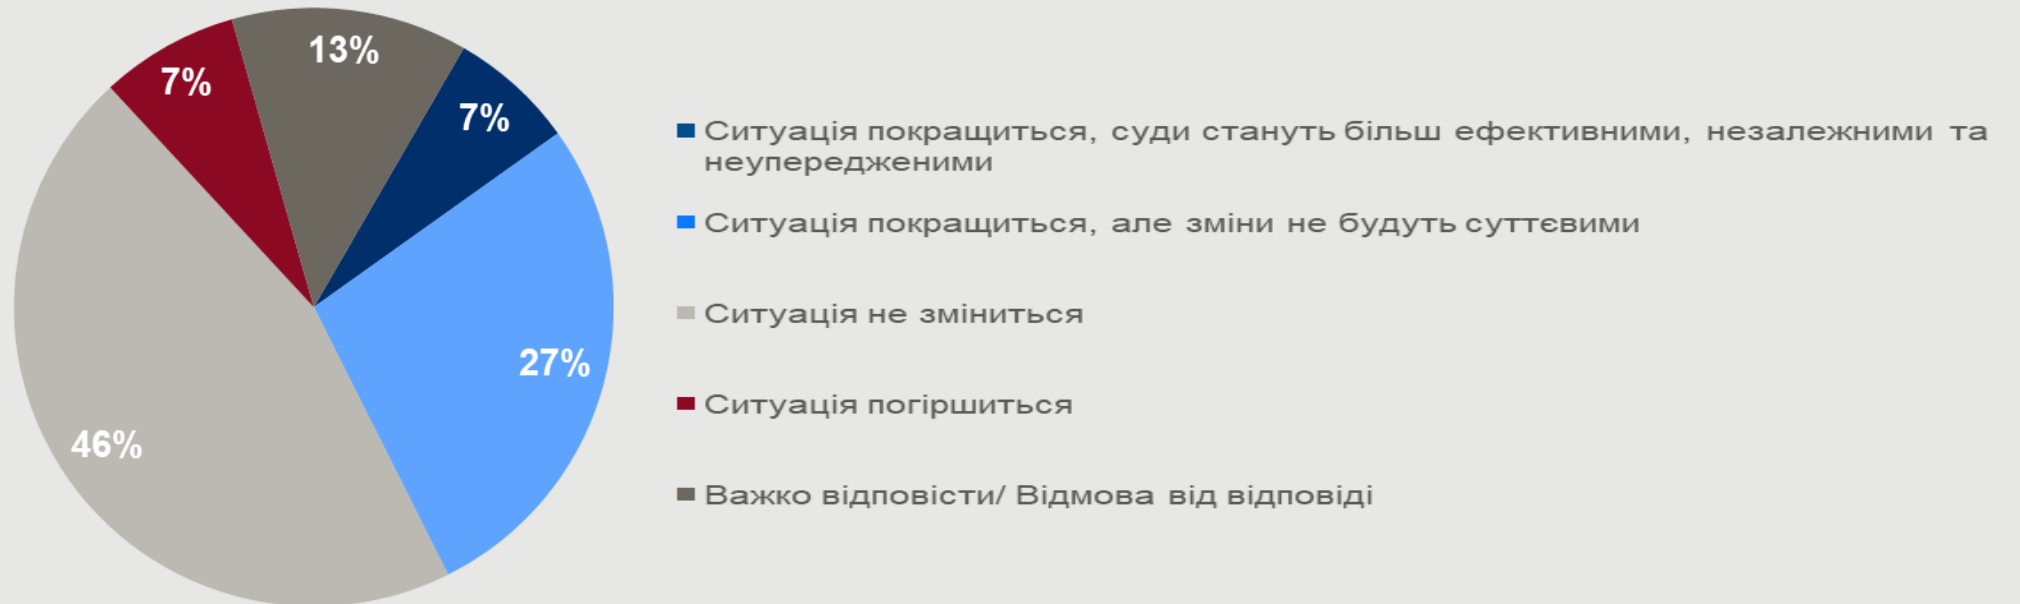 13%
7%
7%
27%
46%
Ситуація покращиться, суди стануть більш ефективними, незалежними та
неупередженими
Ситуація покращиться, але зміни не будуть суттєвими
Ситуація не зміниться
Ситуація погіршиться
Важко відповісти/ Відмова від відповіді